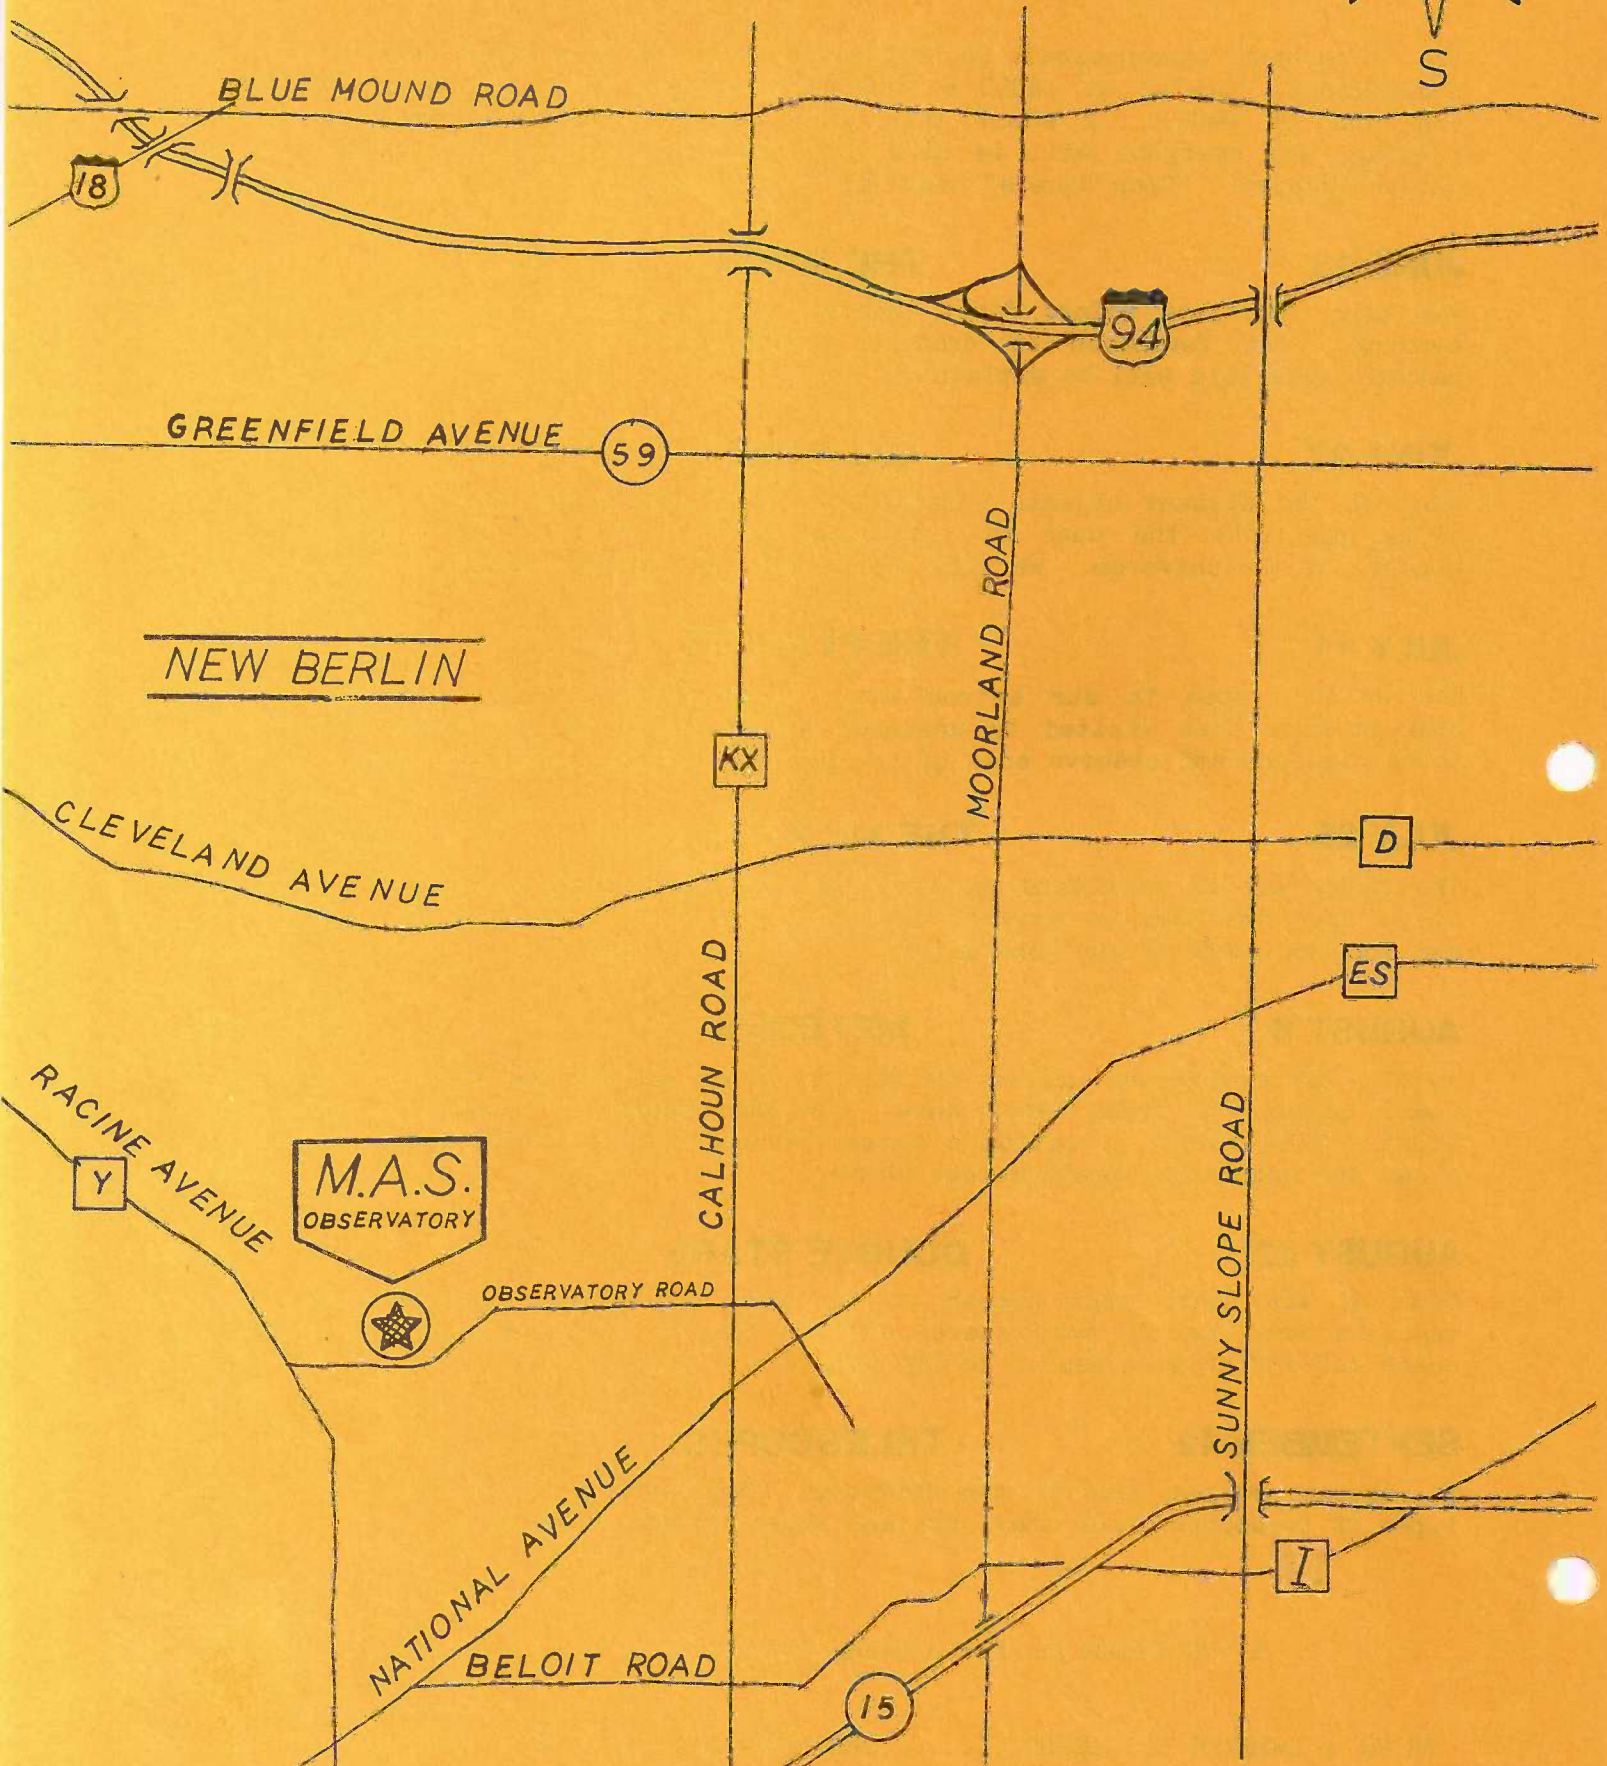 S
BLUE MOUND ROAD
18
94
GREENFIELD AVENUE
59
MOORLAND ROAD
NEW BERLIN
KX
CLEVELAND AVENUE
D
ES
CALHOUN ROAD
RACINE AVENUE
Y
M.A.S.
OBSERVATORY
SUNNY SLOPE ROAD
OBSERVATORY ROAD
NATIONAL AVENUE
I
BELOIT ROAD
15